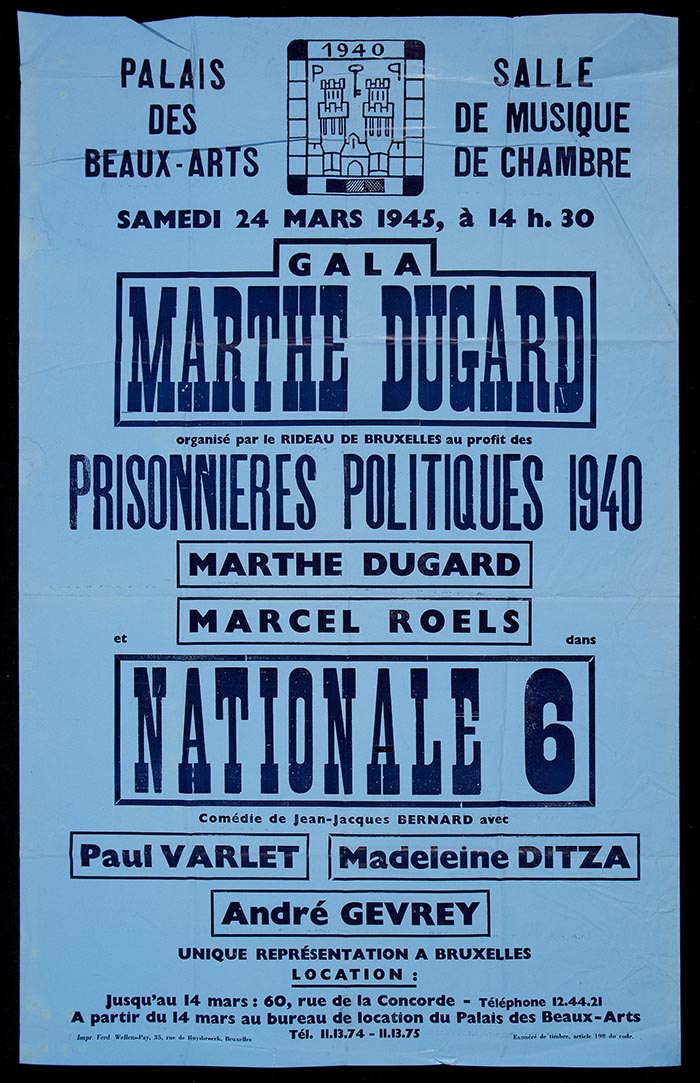 PALAIS
DES
BEAUX-ARTS
1940
P P
SALLE
DE MUSIQUE
DE CHAMBRE
SAMEDI 24 MARS 1945, à 14 h. 30
GALA
MARTHE DUGARD
organisé par le RIDEAU DE BRUXELLES au profit des
PRISONNIERES POLITIQUES 1940
MARTHE DUGARD
et MARCEL ROELS dans
NATIONALE 6
Comédie de Jean-Jacques BERNARD avec
Paul VARLET Madeleine DITZA
André GEVREY
UNIQUE REPRÉSENTATION A BRUXELLES
LOCATION :
Jusqu'au 14 mars : 60, rue de la Concorde - Téléphone 12.44.21
A partir du 14 mars au bureau de location du Palais des Beaux-Arts
Tél. 11.13.74 - 11.13.75
Impr. Ferd. Wellens-Pay, 35, rue de Ruysbroeck, Bruxelles
Exonéré de timbre, article 198 du code.